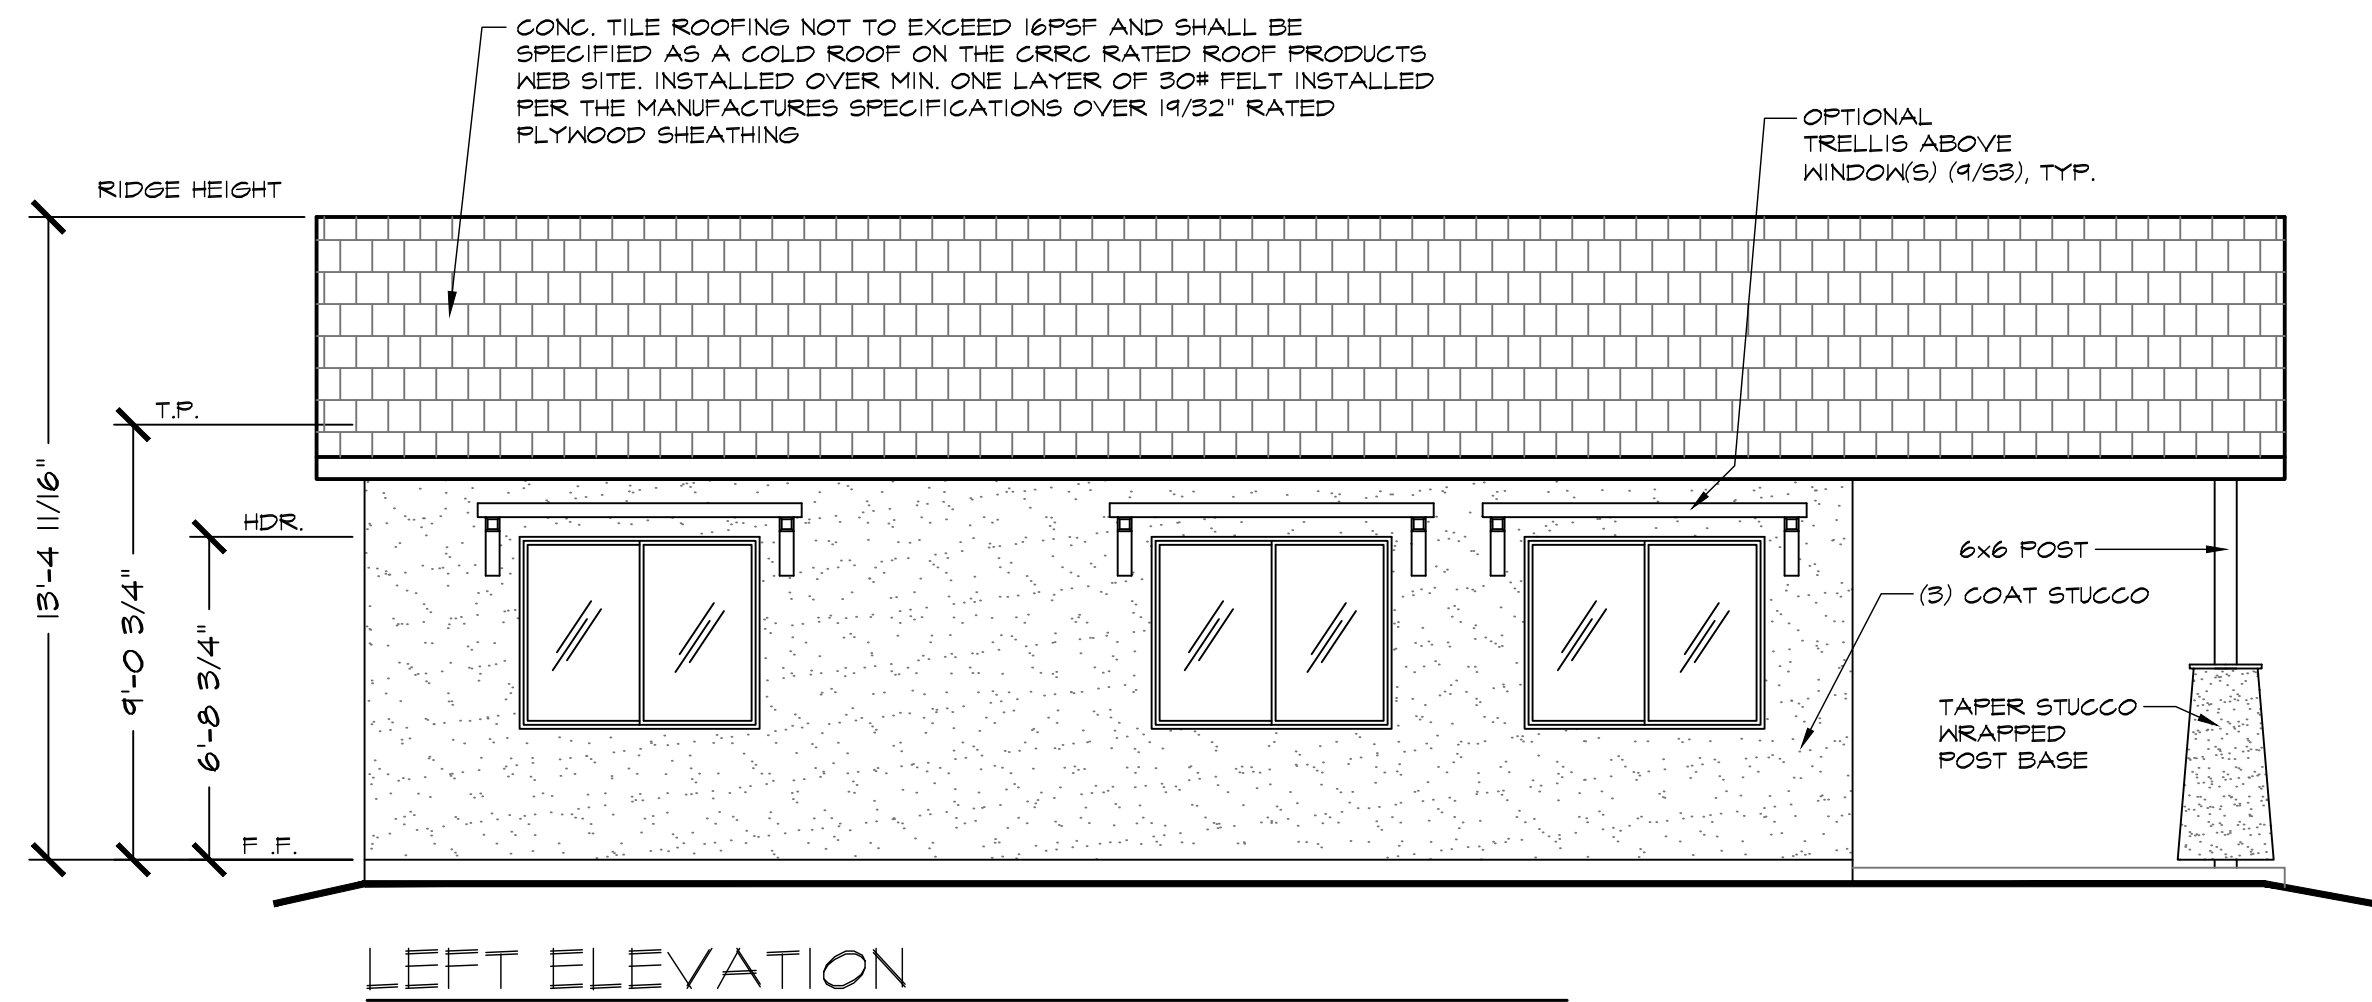 CONC. TILE ROOFING NOT TO EXCEED 16PSF AND SHALL BE
SPECIFIED AS A COLD ROOF ON THE CRRC RATED ROOF PRODUCTS
WEB SITE. INSTALLED OVER MIN. ONE LAYER OF 30# FELT INSTALLED
PER THE MANUFACTURES SPECIFICATIONS OVER 19/32" RATED
PLYWOOD SHEATHING
OPTIONAL
TRELLIS ABOVE
WINDOW(S) (9/S3), TYP.
RIDGE HEIGHT
T.P.
HDR.
F .F.
13'-4 11/16"
9'-0 3/4"
6'-8 3/4"
6x6 POST
(3) COAT STUCCO
TAPER STUCCO
WRAPPED
POST BASE
LEFT ELEVATION